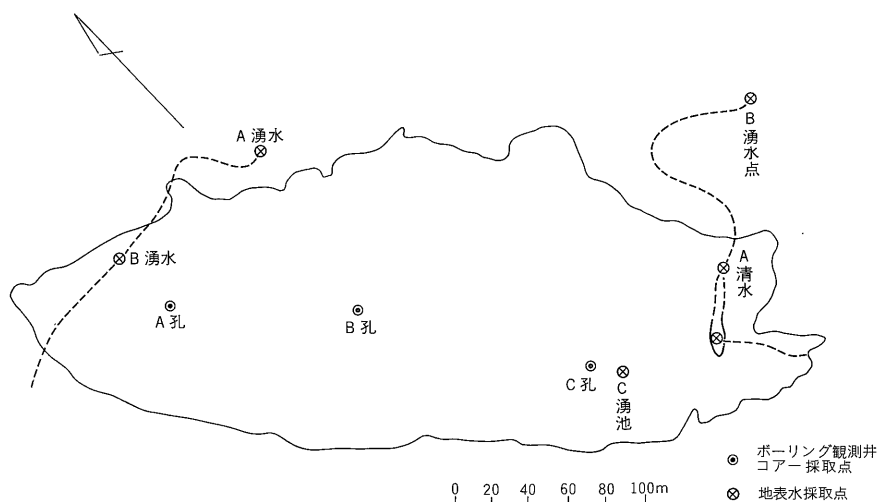 A 湧水
B 湧水点
B 湧水
A 清水
A 孔
B 孔
C 孔
C 湧池
0 20 40 60 80 100m
ボーリング観測井
コアー採取点
地表水採取点